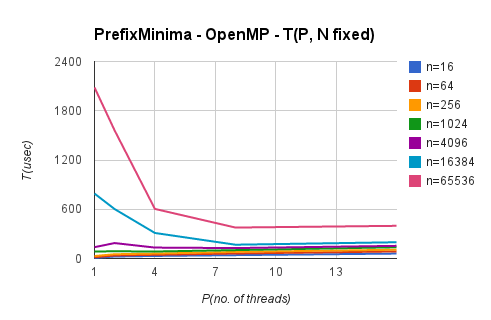 PrefixMinima - OpenMP - T(P, N fixed)
2400
1800
1200
600
0
T(usec)
1
4
7
10
13
P(no. of threads)
n=16
n=64
n=256
n=1024
n=4096
n=16384
n=65536